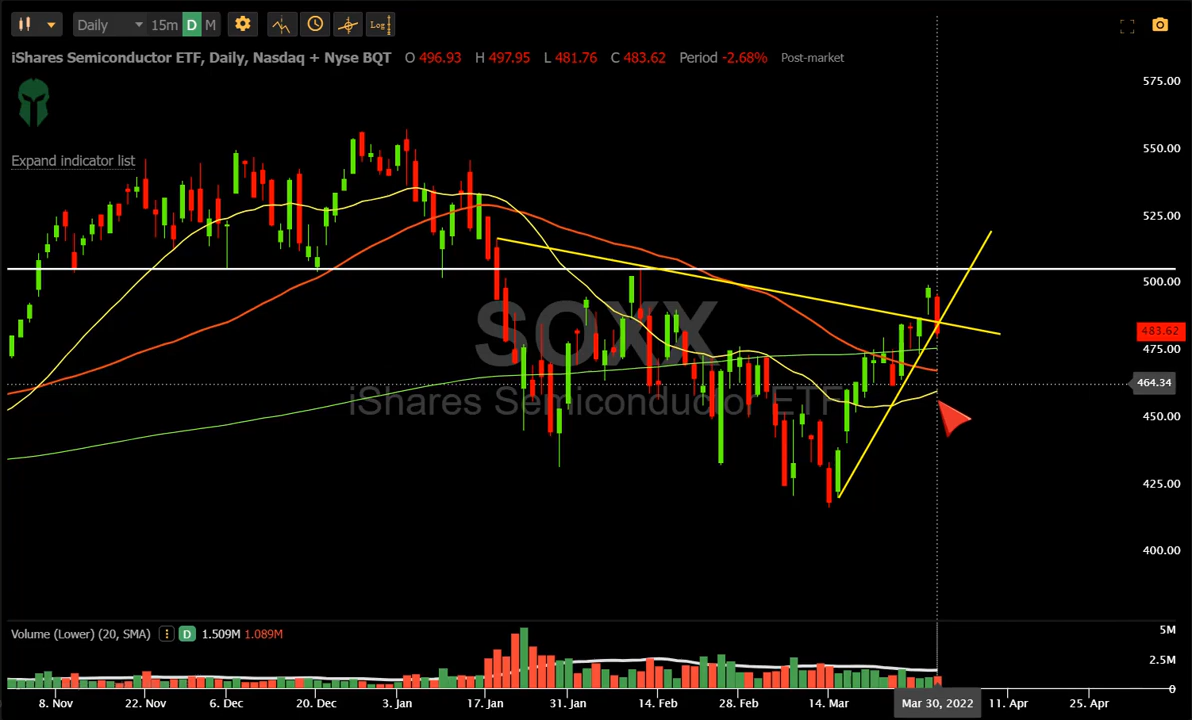 Daily 15m D M Log
iShares Semiconductor ETF, Daily, Nasdaq + Nyse BQT O 496.93 H 497.95 L 481.76 C 483.62 Period -2.68% Post-market
Expand indicator list
575.00
550.00
525.00
500.00
483.62
475.00
464.34
450.00
425.00
400.00
SOXX
iShares Semiconductor ETF
Volume (Lower) (20, SMA) D 1.509M 1.089M
5M
2.5M
0
8. Nov 22. Nov 6. Dec 20. Dec 3. Jan 17. Jan 31. Jan 14. Feb 28. Feb 14. Mar Mar 30, 2022 11. Apr 25. Apr